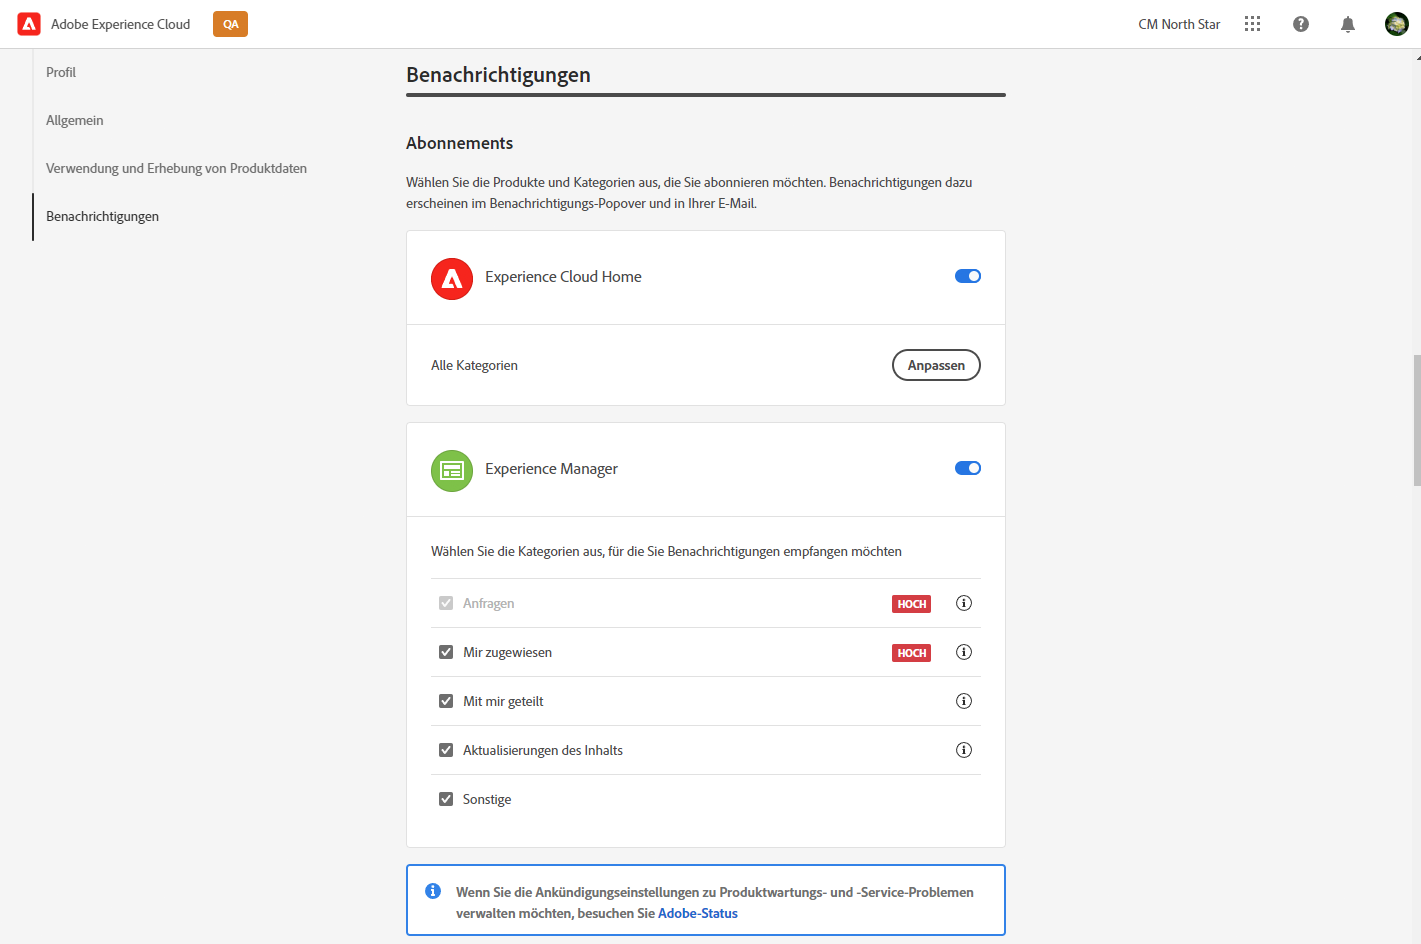 Adobe Experience Cloud
QA
CM North Star
Profil
Allgemein
Verwendung und Erhebung von Produktdaten
Benachrichtigungen
Benachrichtigungen
Abonnements
Wählen Sie die Produkte und Kategorien aus, die Sie abonnieren möchten. Benachrichtigungen dazu
erscheinen im Benachrichtigungs-Popover und in Ihrer E-Mail.
Experience Cloud Home
Alle Kategorien
Anpassen
Experience Manager
Wählen Sie die Kategorien aus, für die Sie Benachrichtigungen empfangen möchten
Anfragen
HOCH
Mir zugewiesen
HOCH
Mit mir geteilt
Aktualisierungen des Inhalts
Sonstige
Wenn Sie die Ankündigungseinstellungen zu Produktwartungs- und -Service-Problemen
verwalten möchten, besuchen Sie Adobe-Status